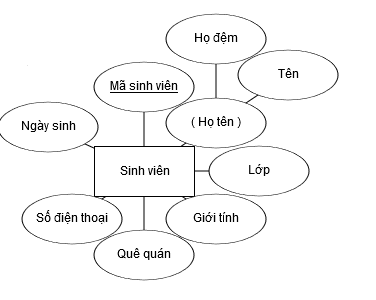 Họ đệm
Tên
Mã sinh viên
( Họ tên )
Ngày sinh
Sinh viên
Lớp
Số điện thoại
Giới tính
Quê quán